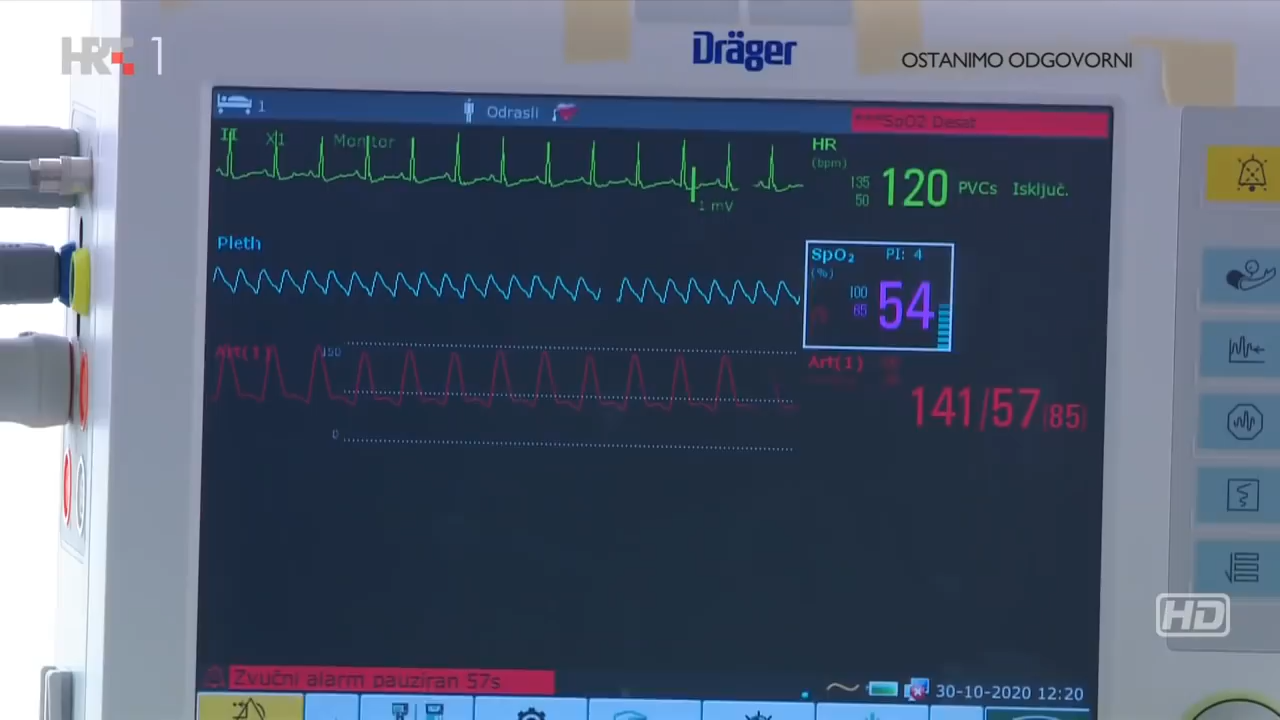 HRT 1
Dräger
OSTANIMO ODGOVORNI
1 Odrasli
SpO2 Desat
II X1 Monitor
1 mV
HR
(bpm)
135
50
120
PVCs Isključ.
Pleth
SpO₂ PI: 4
(%)
100
65
54
Art(1)
150
0
Art(1)
141/57(85)
Zvučni alarm pauziran 57s
30-10-2020 12:20
HD